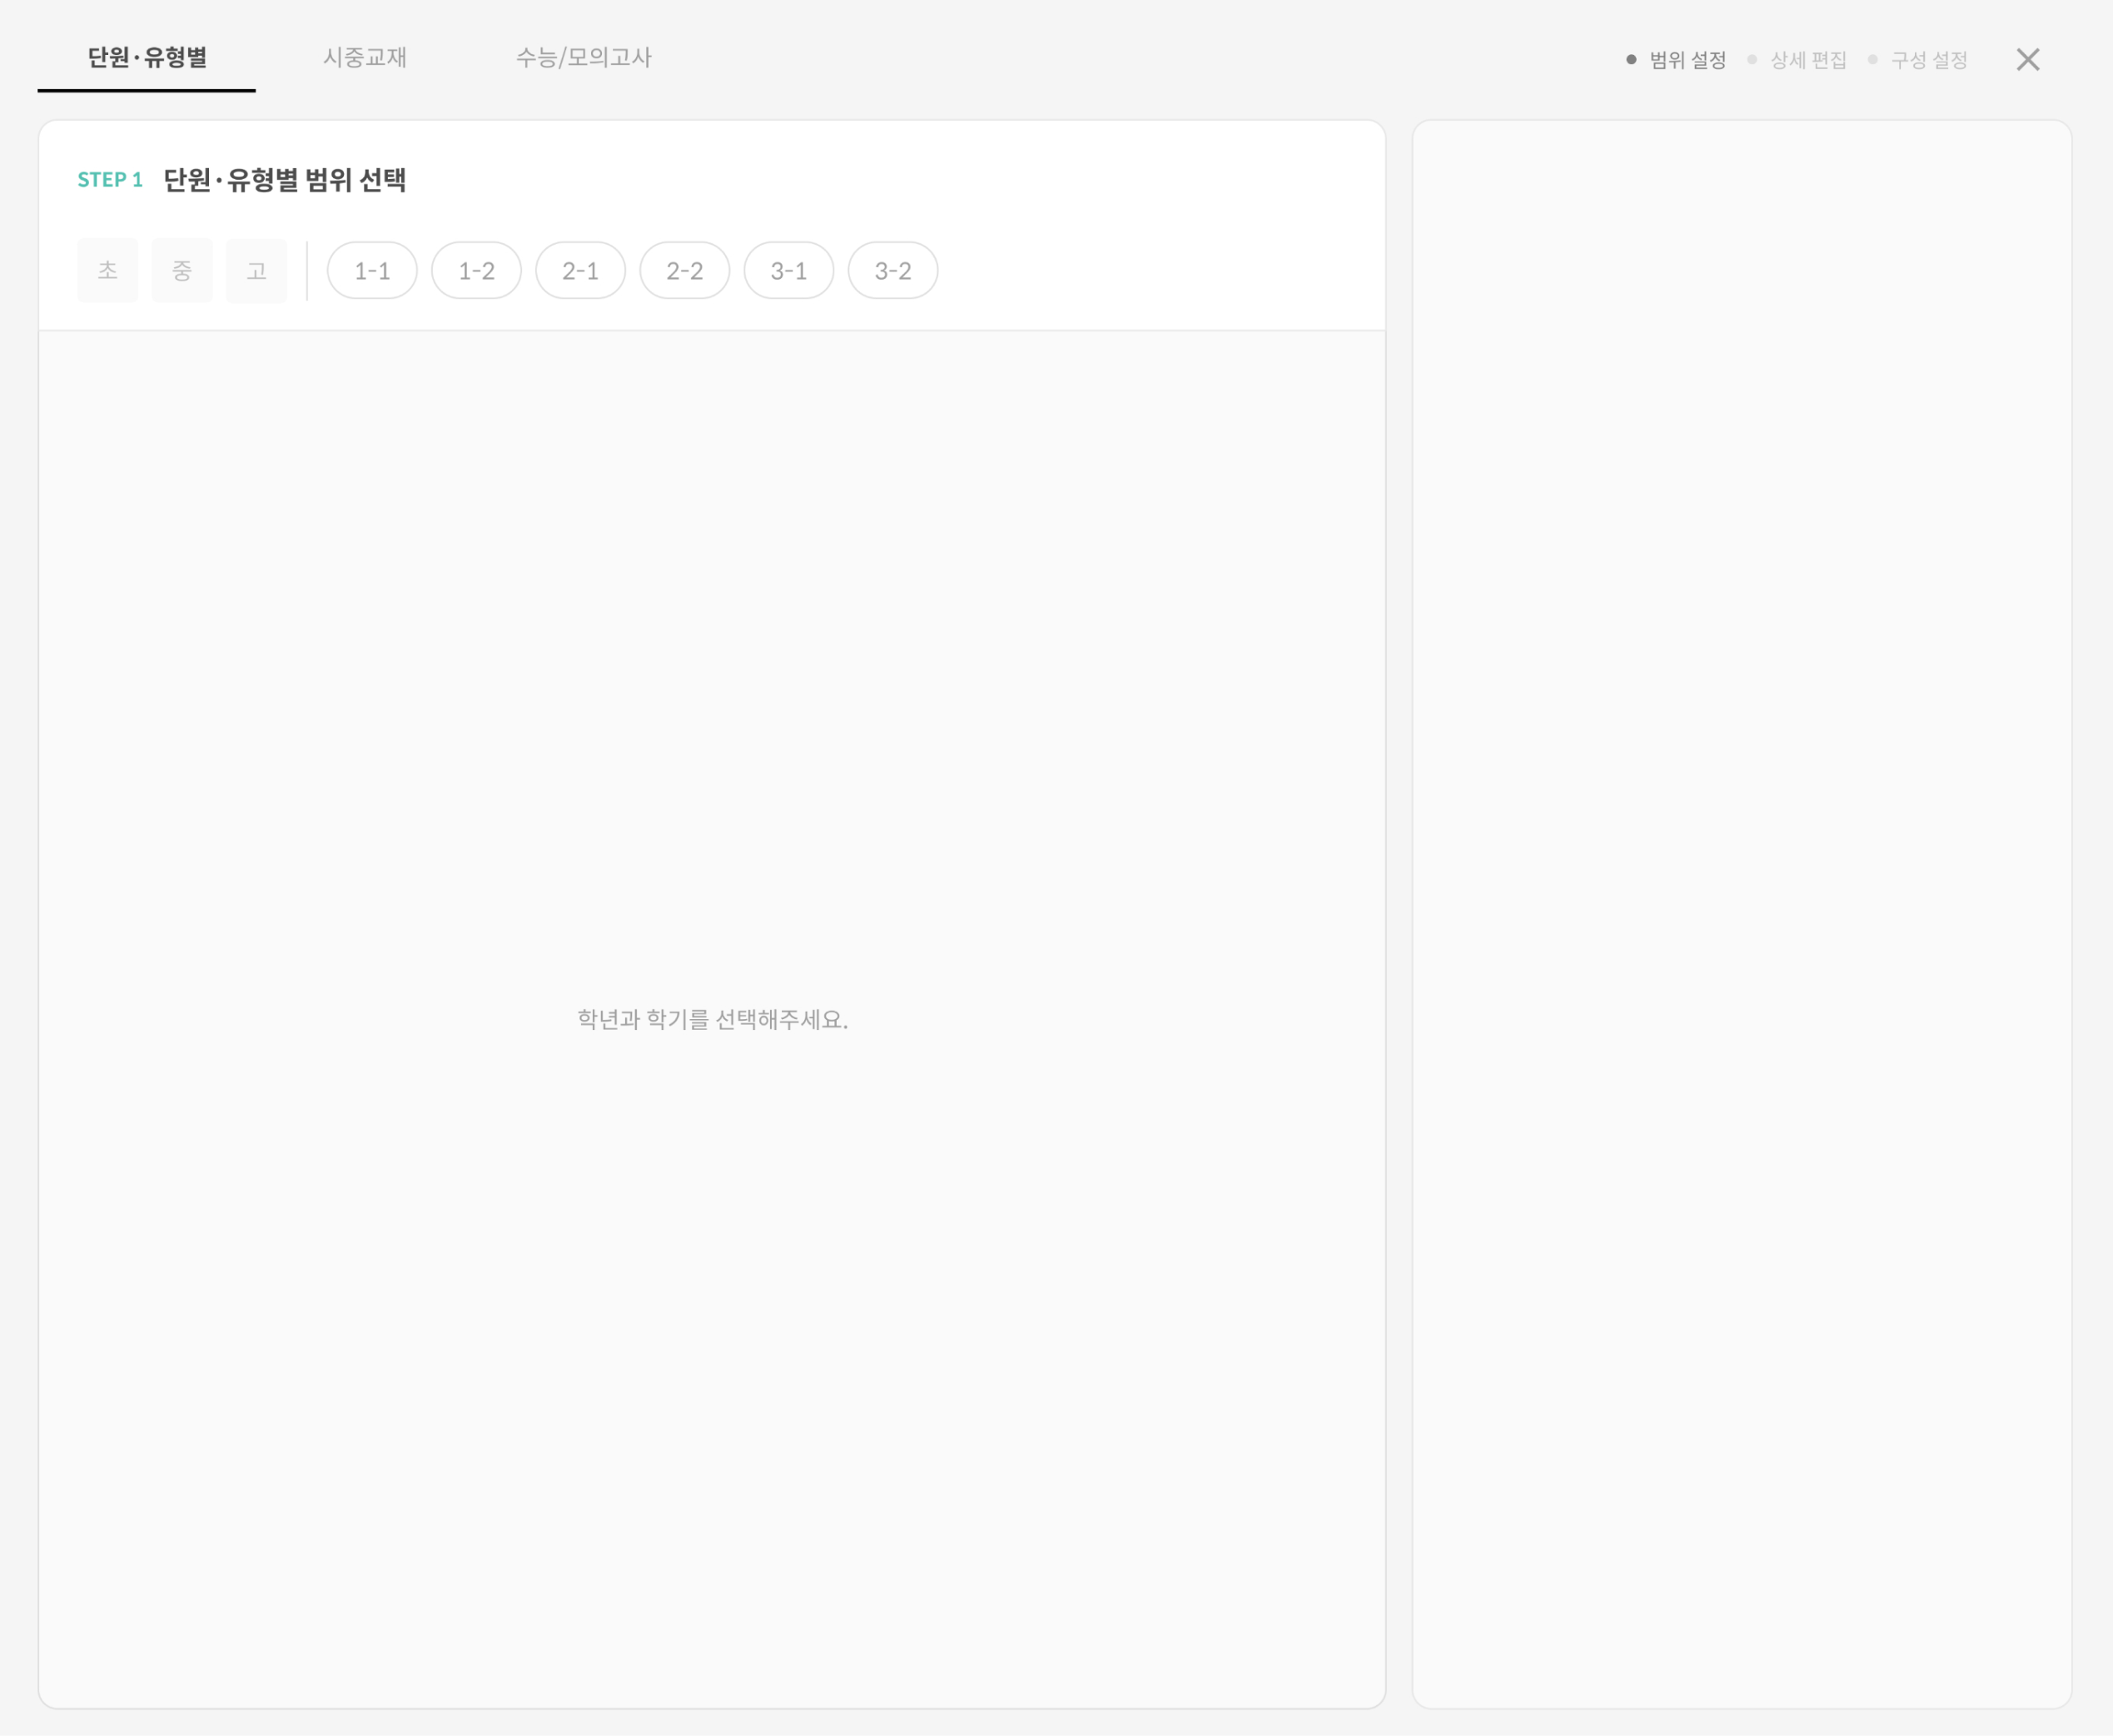 단원·유형별 시중교재 수능/모의고사 범위 설정 상세 편집 구성 설정
STEP 1 단원·유형별 범위 선택
초 중 고 1-1 1-2 2-1 2-2 3-1 3-2
학년과 학기를 선택해주세요.